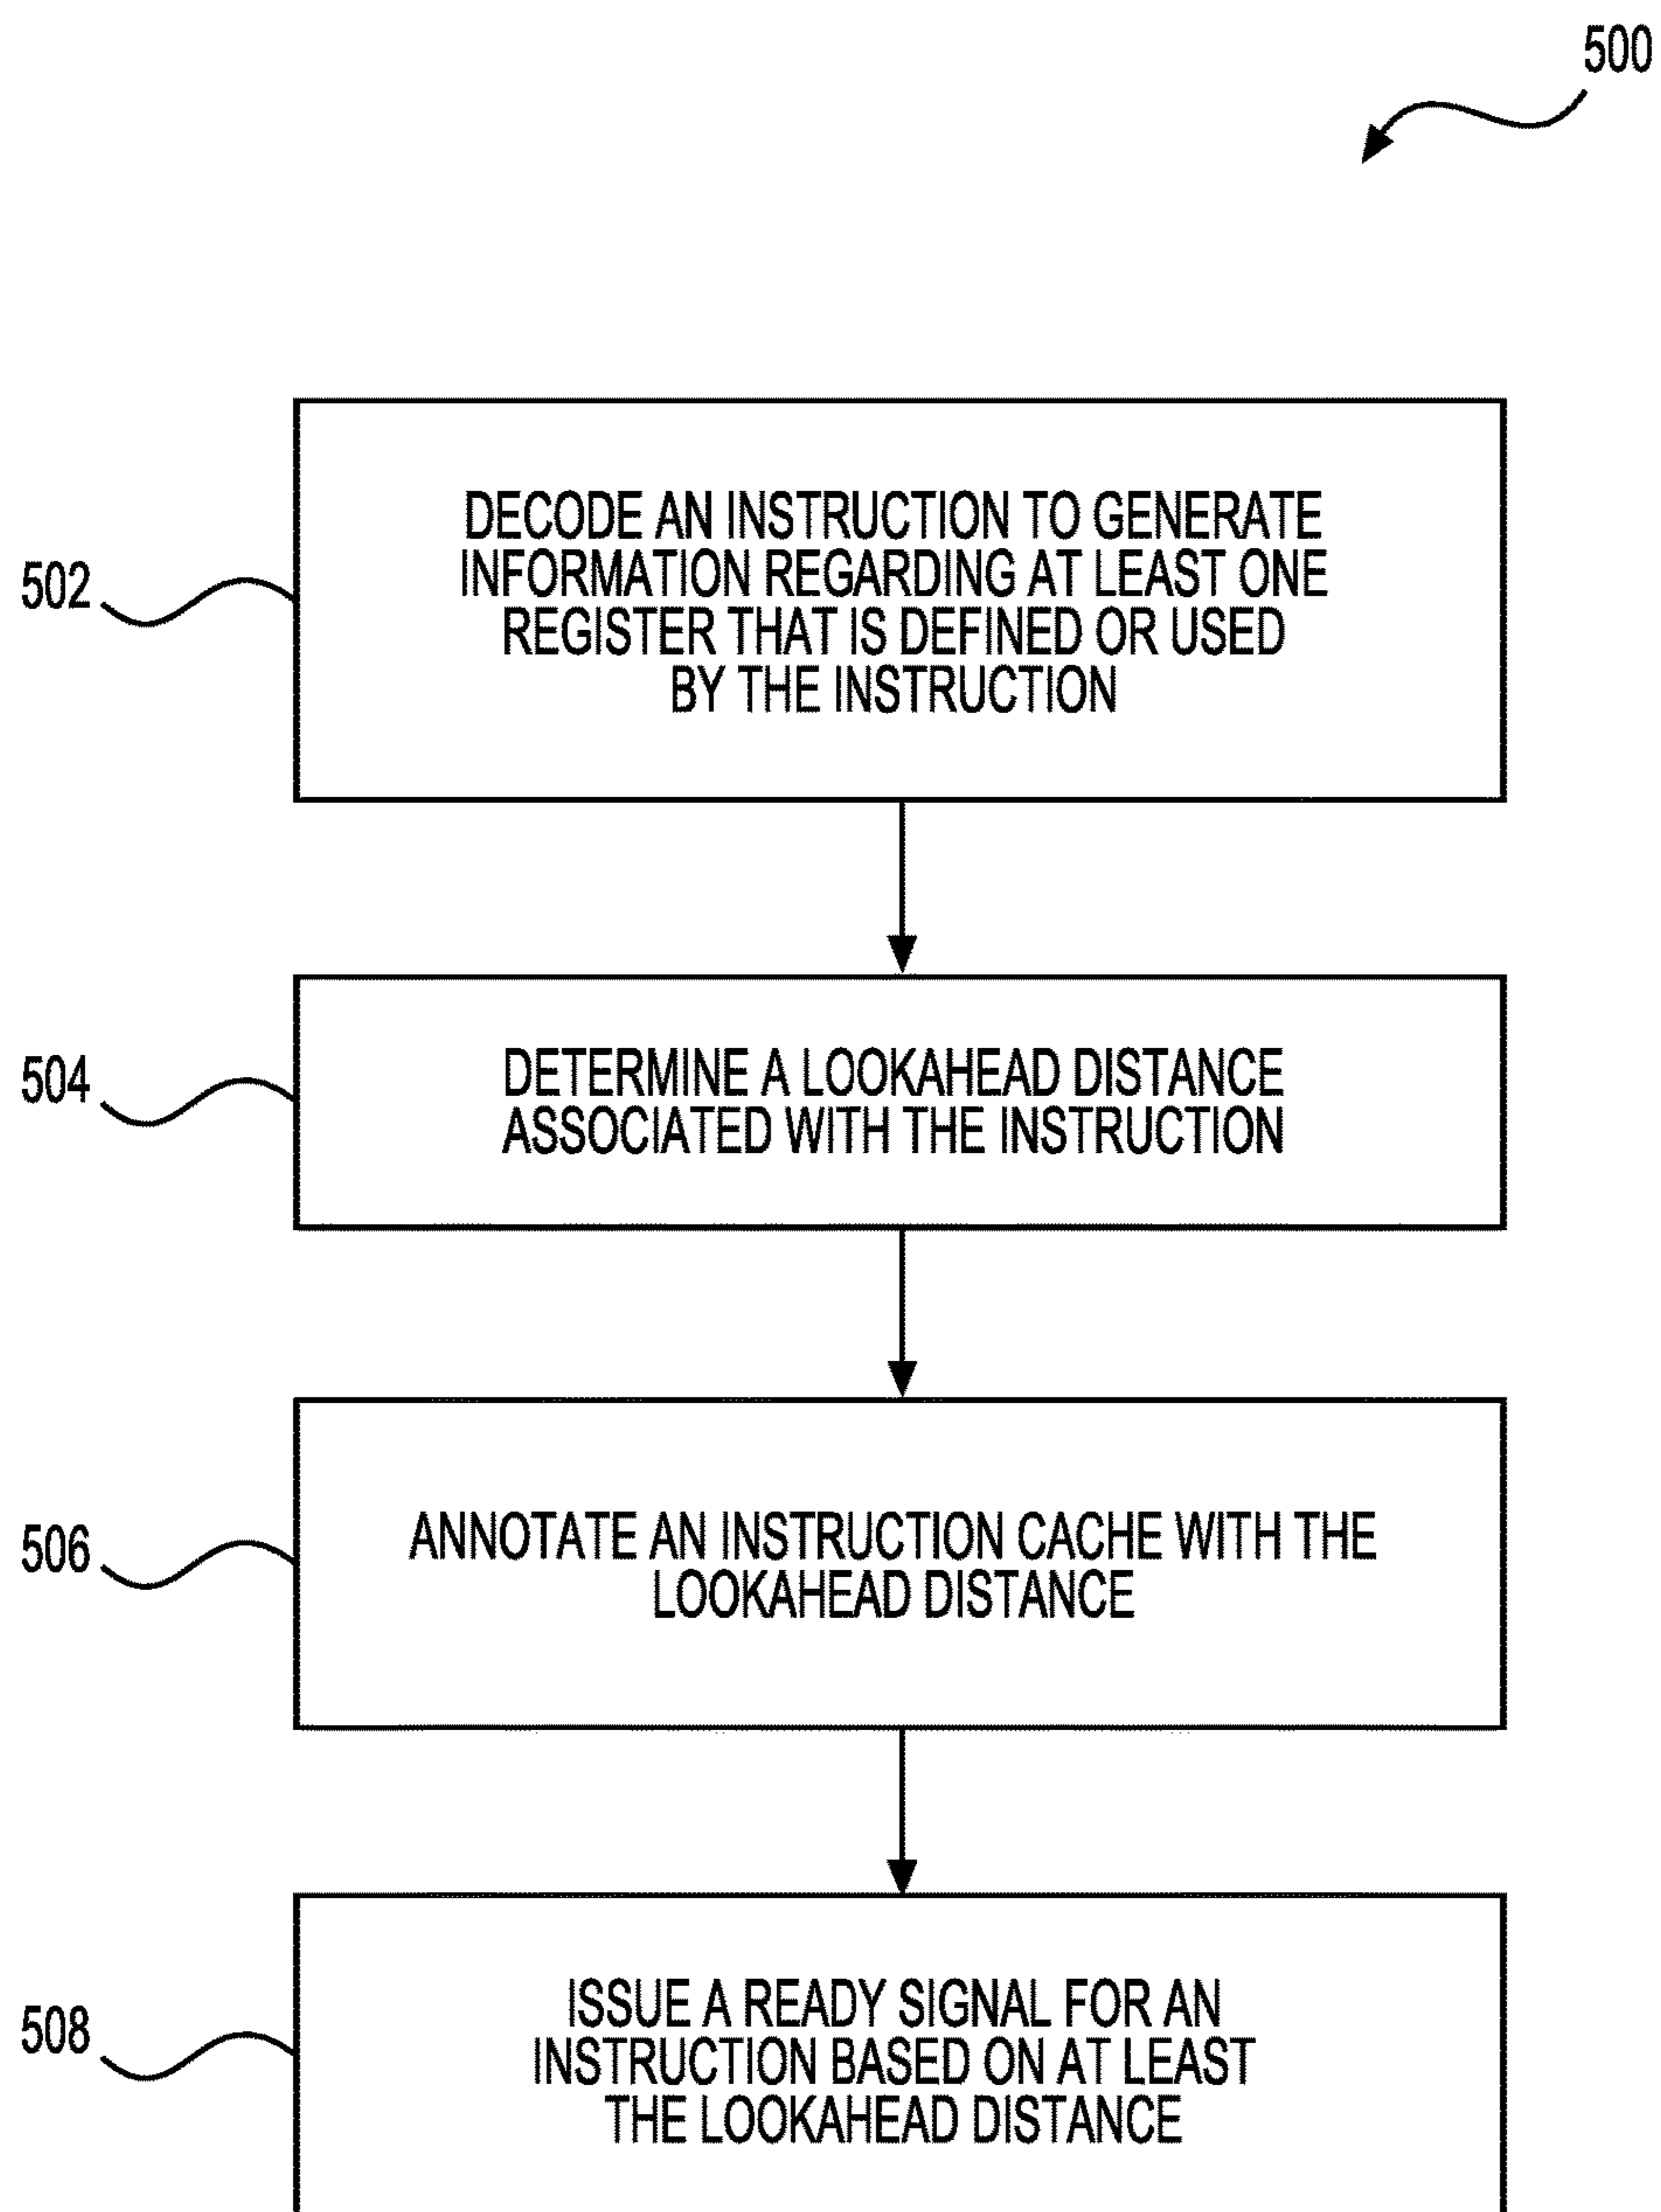 500
502
DECODE AN INSTRUCTION TO GENERATE
INFORMATION REGARDING AT LEAST ONE
REGISTER THAT IS DEFINED OR USED
BY THE INSTRUCTION
504
DETERMINE A LOOKAHEAD DISTANCE
ASSOCIATED WITH THE INSTRUCTION
506
ANNOTATE AN INSTRUCTION CACHE WITH THE
LOOKAHEAD DISTANCE
508
ISSUE A READY SIGNAL FOR AN
INSTRUCTION BASED ON AT LEAST
THE LOOKAHEAD DISTANCE